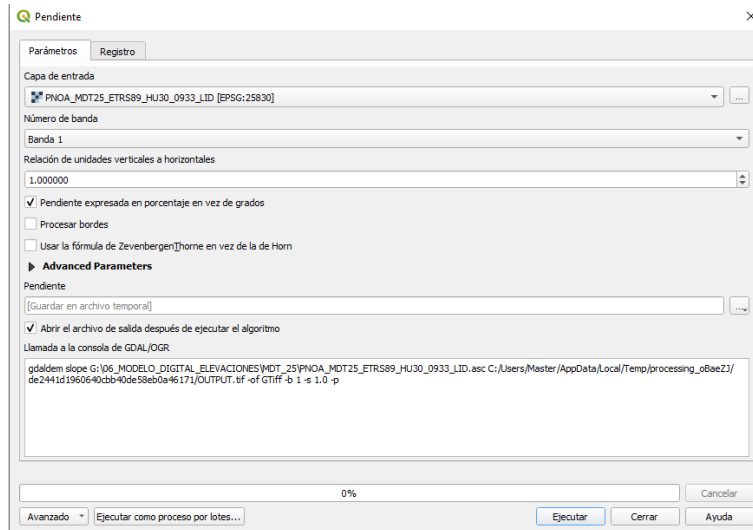 Pendiente
Parámetros Registro
Capa de entrada
PNOA_MDT25_ETRS89_HU30_0933_LID [EPSG:25830]
...
Número de banda
Banda 1
Relación de unidades verticales a horizontales
1.000000
Pendiente expresada en porcentaje en vez de grados
Procesar bordes
Usar la fórmula de ZevenbergenThorne en vez de la de Horn
Advanced Parameters
Pendiente
[Guardar en archivo temporal]
...
Abrir el archivo de salida después de ejecutar el algoritmo
Llamada a la consola de GDAL/OGR
gdaldem slope G:\06_MODELO_DIGITAL_ELEVACIONES\MDT_25\PNOA_MDT25_ETRS89_HU30_0933_LID.asc C:/Users/Master/AppData/Local/Temp/processing_oBaeZJ/
de2441d1960640cbb40de58eb0a46171/OUTPUT.tif -of GTiff -b 1 -s 1.0 -p
0%
Cancelar
Avanzado Ejecutar como proceso por lotes... Ejecutar Cerrar Ayuda